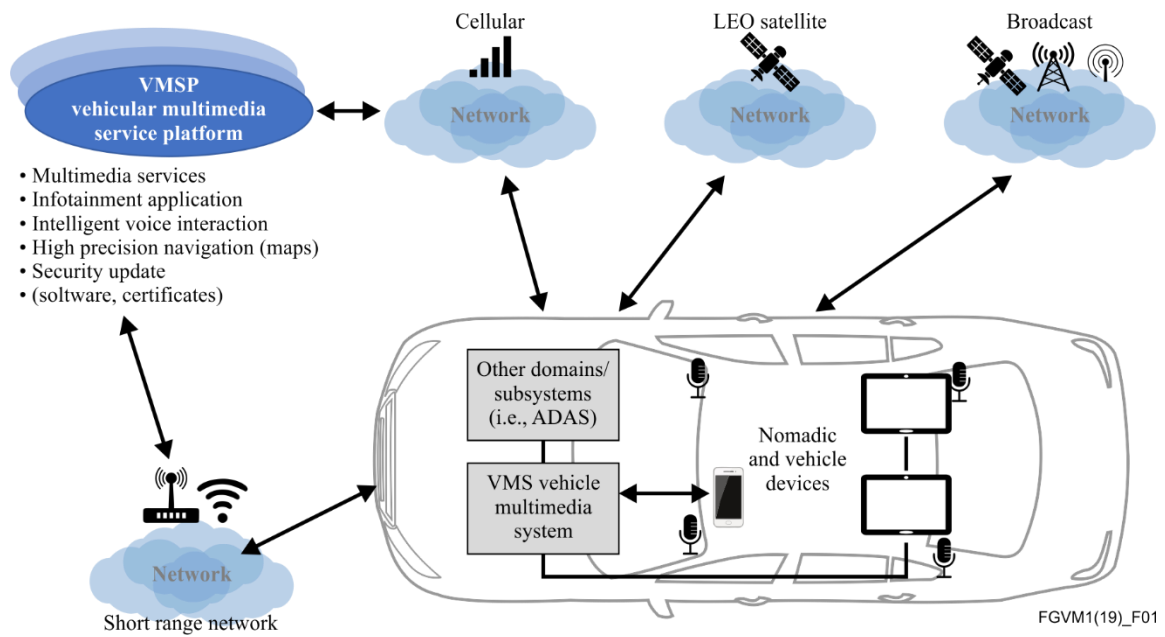 Cellular
LEO satellite
Broadcast
VMSP
vehicular multimedia
service platform
Network
Network
Network
• Multimedia services
• Infotainment application
• Intelligent voice interaction
• High precision navigation (maps)
• Security update
• (soltware, certificates)
Other domains/
subsystems
(i.e., ADAS)
VMS vehicle
multimedia
system
Nomadic
and vehicle
devices
Network
Short range network
FGVM1(19)_F01